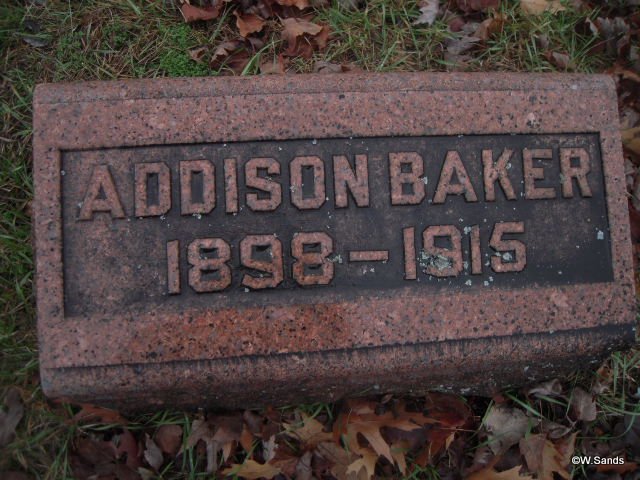 ADDISON BAKER
1898 – 1915
©W.Sands